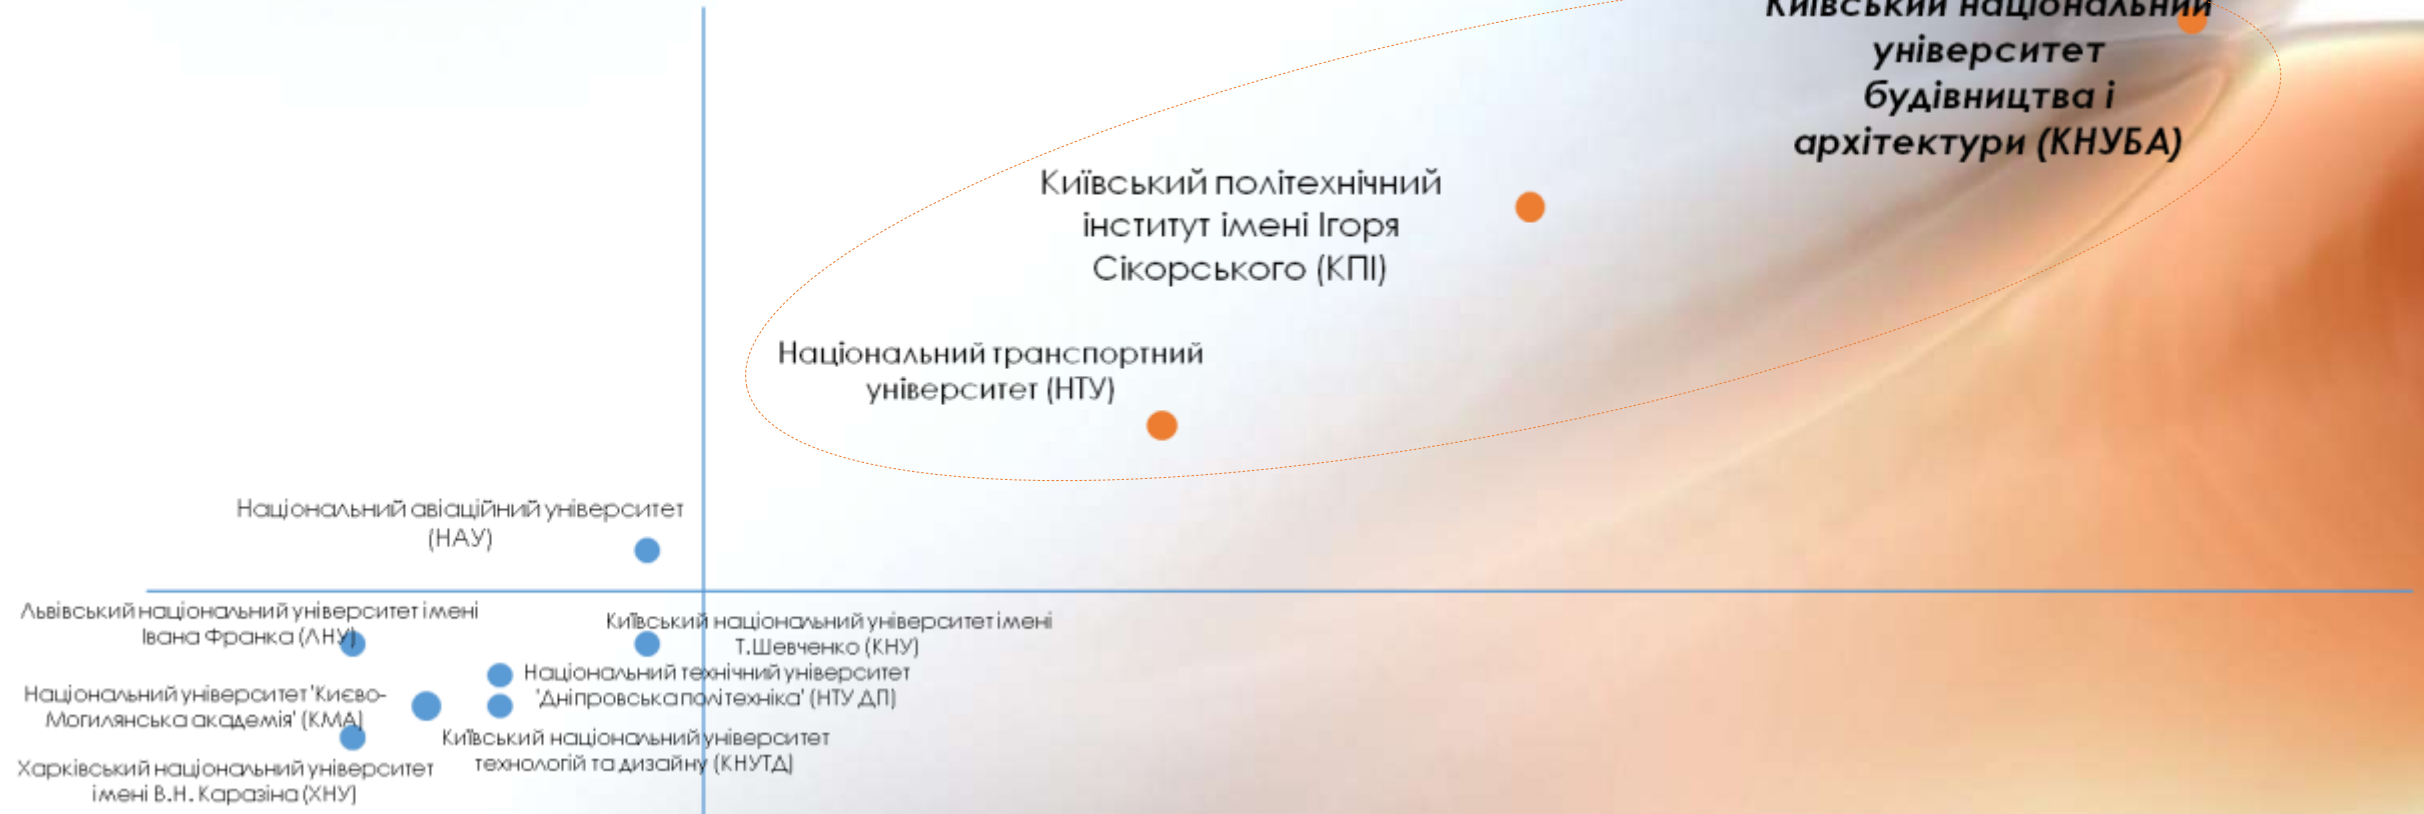 Київський національний
університет
будівництва і
архітектури (КНУБА)
Київський політехнічний
інститут імені Ігоря
Сікорського (КПІ)
Національний транспортний
університет (НТУ)
Національний авіаційний університет
(НАУ)
Львівський національний університет імені
Івана Франка (ЛНУ)
Київський національний університет імені
Т.Шевченко (КНУ)
Національний технічний університет
'Дніпровська політехніка' (НТУ ДП)
Національний університет 'Києво-
Могилянська академія' (КМА)
Київський національний університет
технологій та дизайну (КНУТД)
Харківський національний університет
імені В.Н. Каразіна (ХНУ)